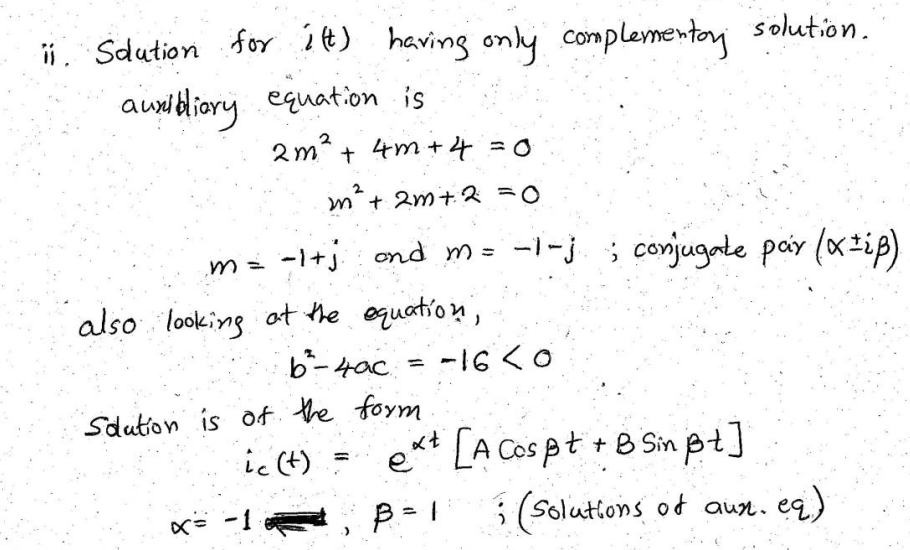 ii. Solution for i(t) having only complementory solution.
auxibliary equation is
2m² + 4m + 4 = 0
m² + 2m + 2 = 0
m = -1+j and m = -1-j ; conjugate pair (α±iβ)
also looking at the equation,
b²-4ac = -16 < 0
Solution is of the form
i_c(t) = e^αt [A Cos βt + B Sin βt]
α = -1 , β = 1 ; (Solutions of aux. eq.)